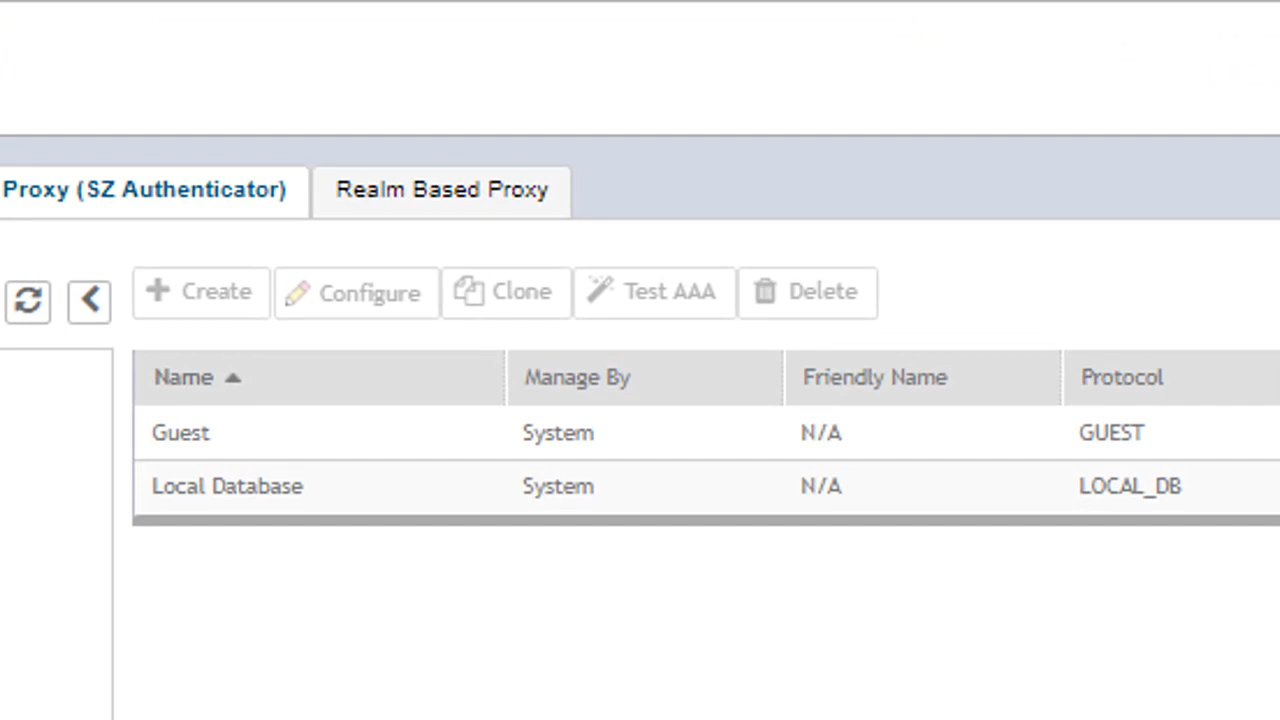 Proxy (SZ Authenticator) Realm Based Proxy
Create Configure Clone Test AAA Delete
Name Manage By Friendly Name Protocol
Guest System N/A GUEST
Local Database System N/A LOCAL_DB